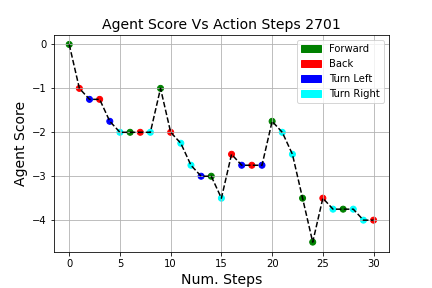 Agent Score Vs Action Steps 2701
Forward
Back
Turn Left
Turn Right
Agent Score
0
−1
−2
−3
−4
0 5 10 15 20 25 30
Num. Steps